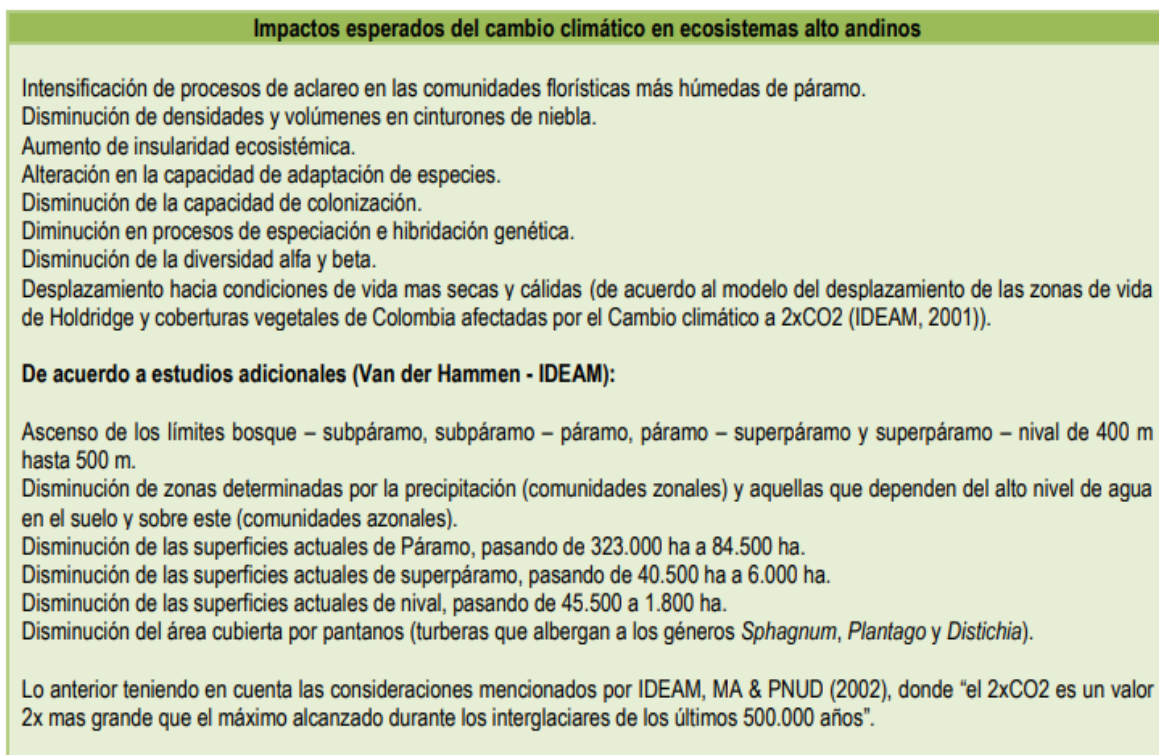 Impactos esperados del cambio climático en ecosistemas alto andinos
Intensificación de procesos de aclareo en las comunidades florísticas más húmedas de páramo.
Disminución de densidades y volúmenes en cinturones de niebla.
Aumento de insularidad ecosistémica.
Alteración en la capacidad de adaptación de especies.
Disminución de la capacidad de colonización.
Diminución en procesos de especiación e hibridación genética.
Disminución de la diversidad alfa y beta.
Desplazamiento hacia condiciones de vida mas secas y cálidas (de acuerdo al modelo del desplazamiento de las zonas de vida
de Holdridge y coberturas vegetales de Colombia afectadas por el Cambio climático a 2xCO2 (IDEAM, 2001)).
De acuerdo a estudios adicionales (Van der Hammen - IDEAM):
Ascenso de los límites bosque – subpáramo, subpáramo – páramo, páramo – superpáramo y superpáramo – nival de 400 m
hasta 500 m.
Disminución de zonas determinadas por la precipitación (comunidades zonales) y aquellas que dependen del alto nivel de agua
en el suelo y sobre este (comunidades azonales).
Disminución de las superficies actuales de Páramo, pasando de 323.000 ha a 84.500 ha.
Disminución de las superficies actuales de superpáramo, pasando de 40.500 ha a 6.000 ha.
Disminución de las superficies actuales de nival, pasando de 45.500 a 1.800 ha.
Disminución del área cubierta por pantanos (turberas que albergan a los géneros Sphagnum, Plantago y Distichia).
Lo anterior teniendo en cuenta las consideraciones mencionados por IDEAM, MA & PNUD (2002), donde “el 2xCO2 es un valor
2x mas grande que el máximo alcanzado durante los interglaciares de los últimos 500.000 años”.